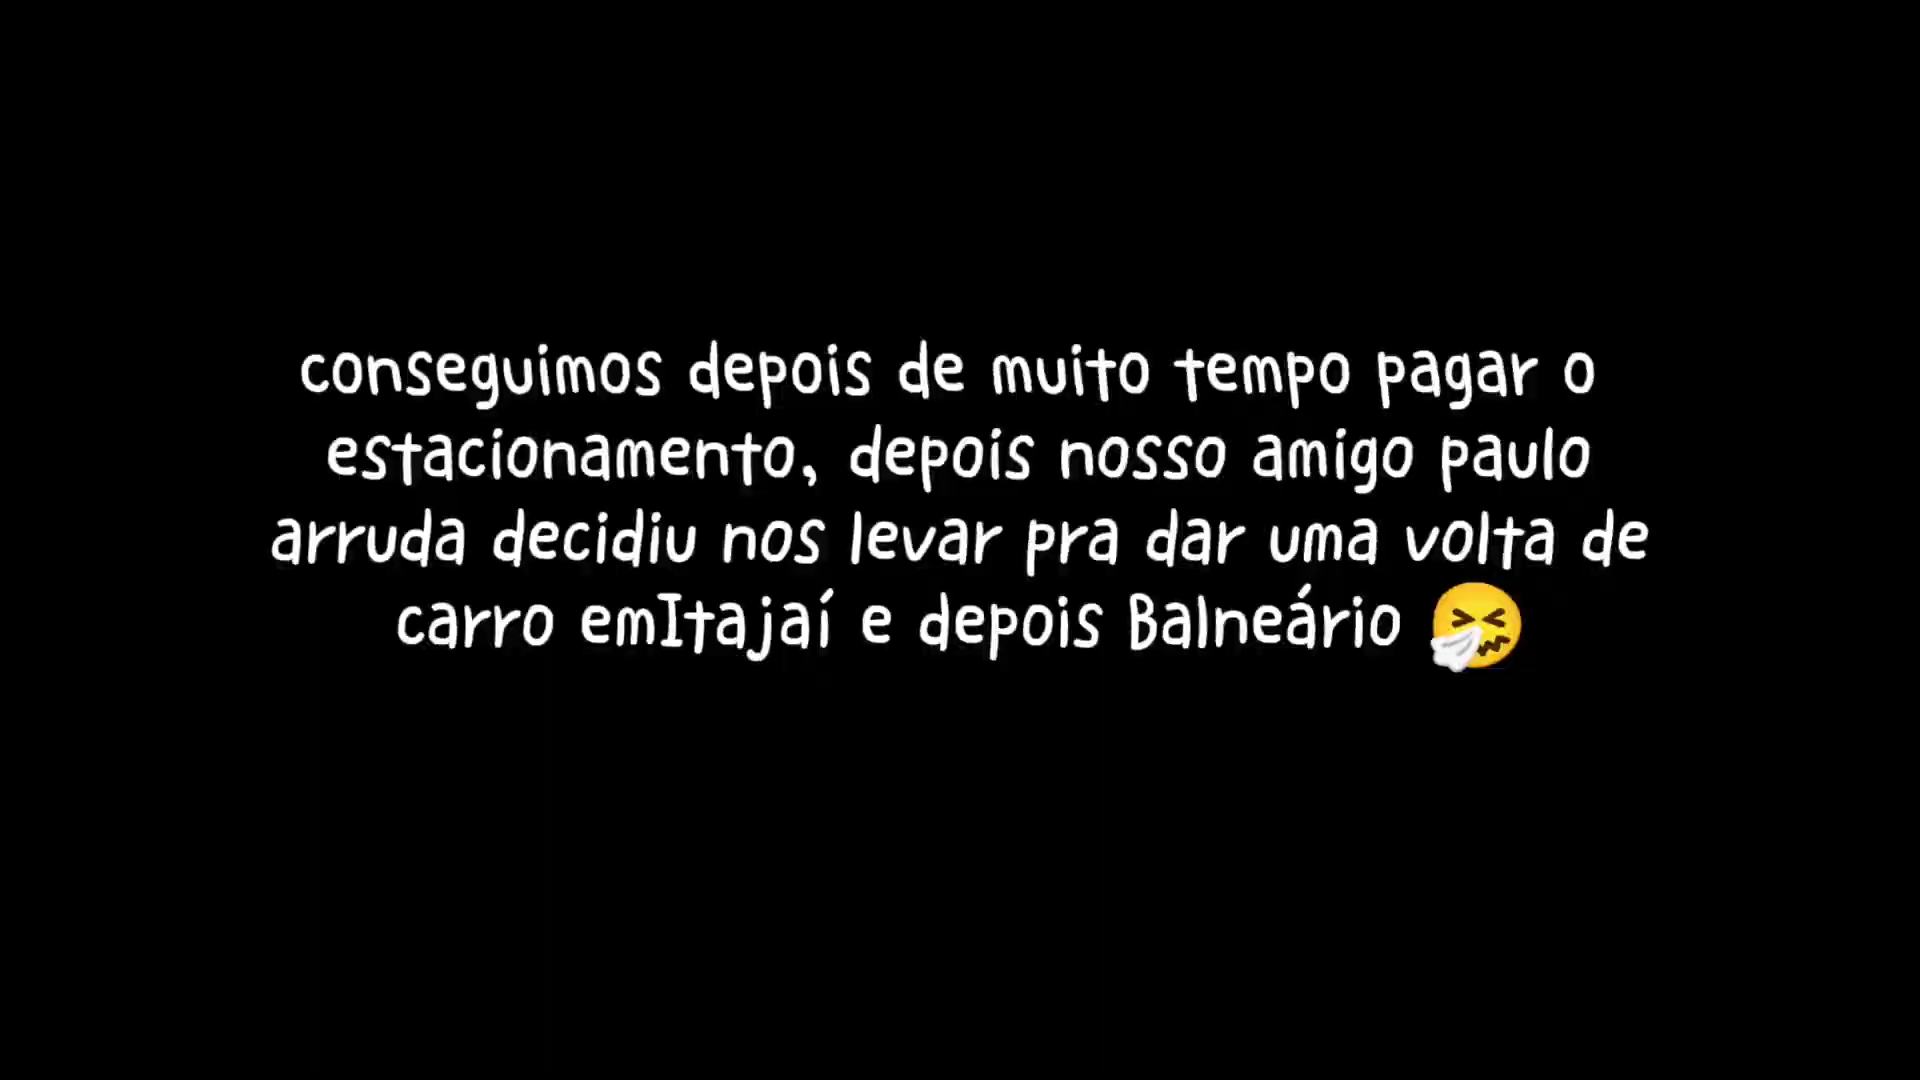 conseguimos depois de muito tempo pagar o
estacionamento, depois nosso amigo paulo
arruda decidiu nos levar pra dar uma volta de
carro emItajaí e depois Balneário 🤧